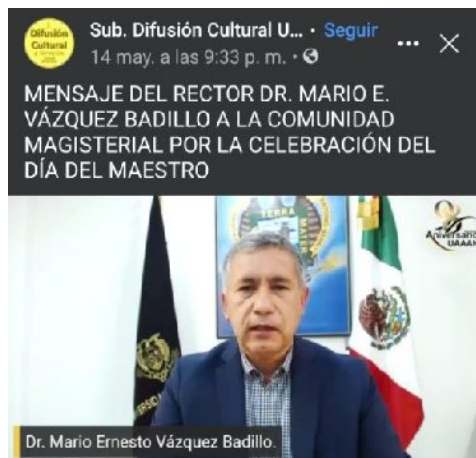 Difusión
Cultural
Sub. Difusión Cultural U... · Seguir
14 may. a las 9:33 p. m. ·
MENSAJE DEL RECTOR DR. MARIO E.
VÁZQUEZ BADILLO A LA COMUNIDAD
MAGISTERIAL POR LA CELEBRACIÓN DEL
DÍA DEL MAESTRO
TERRA
Aniversario
UAAAN
Dr. Mario Ernesto Vázquez Badillo.